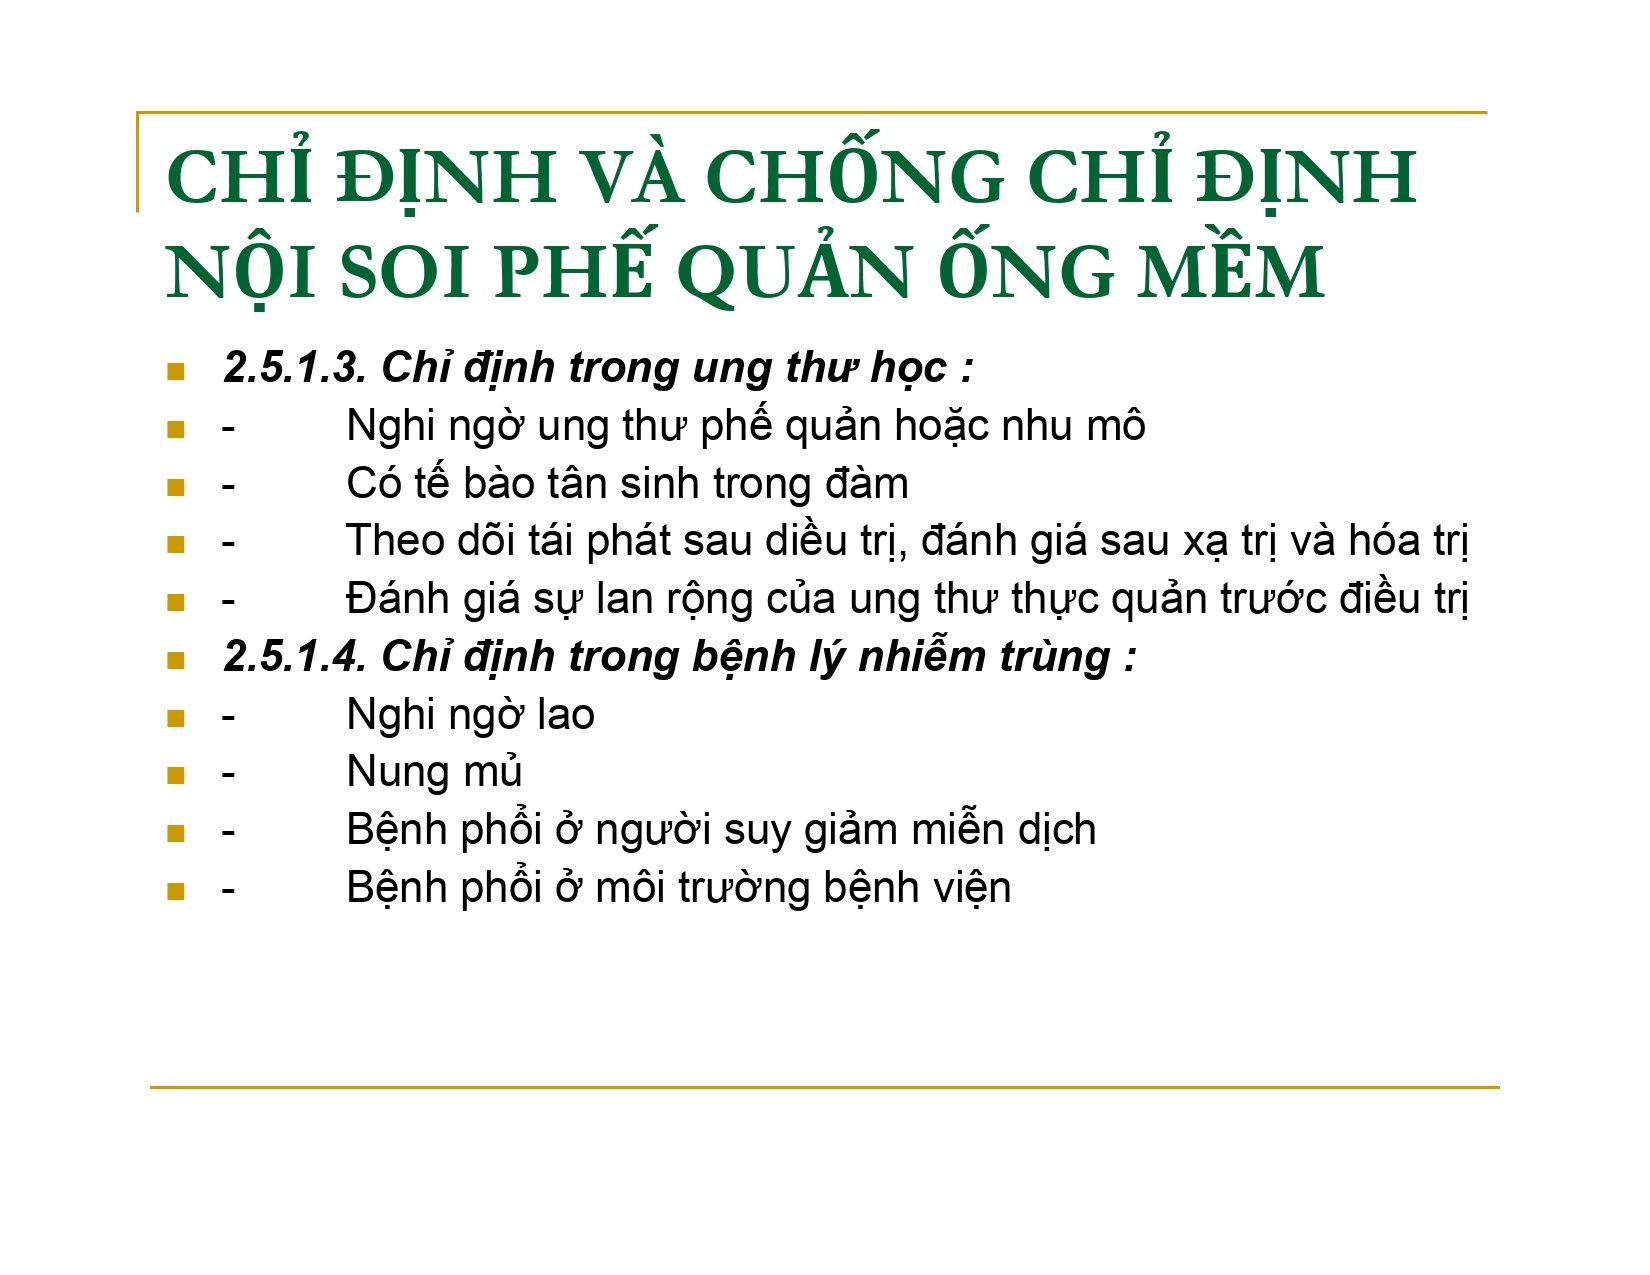 CHỈ ĐỊNH VÀ CHỐNG CHỈ ĐỊNH
NỘI SOI PHẾ QUẢN ỐNG MỀM
2.5.1.3. Chỉ định trong ung thư học :
- Nghi ngờ ung thư phế quản hoặc nhu mô
- Có tế bào tân sinh trong đàm
- Theo dõi tái phát sau diều trị, đánh giá sau xạ trị và hóa trị
- Đánh giá sự lan rộng của ung thư thực quản trước điều trị
2.5.1.4. Chỉ định trong bệnh lý nhiễm trùng :
- Nghi ngờ lao
- Nung mủ
- Bệnh phổi ở người suy giảm miễn dịch
- Bệnh phổi ở môi trường bệnh viện